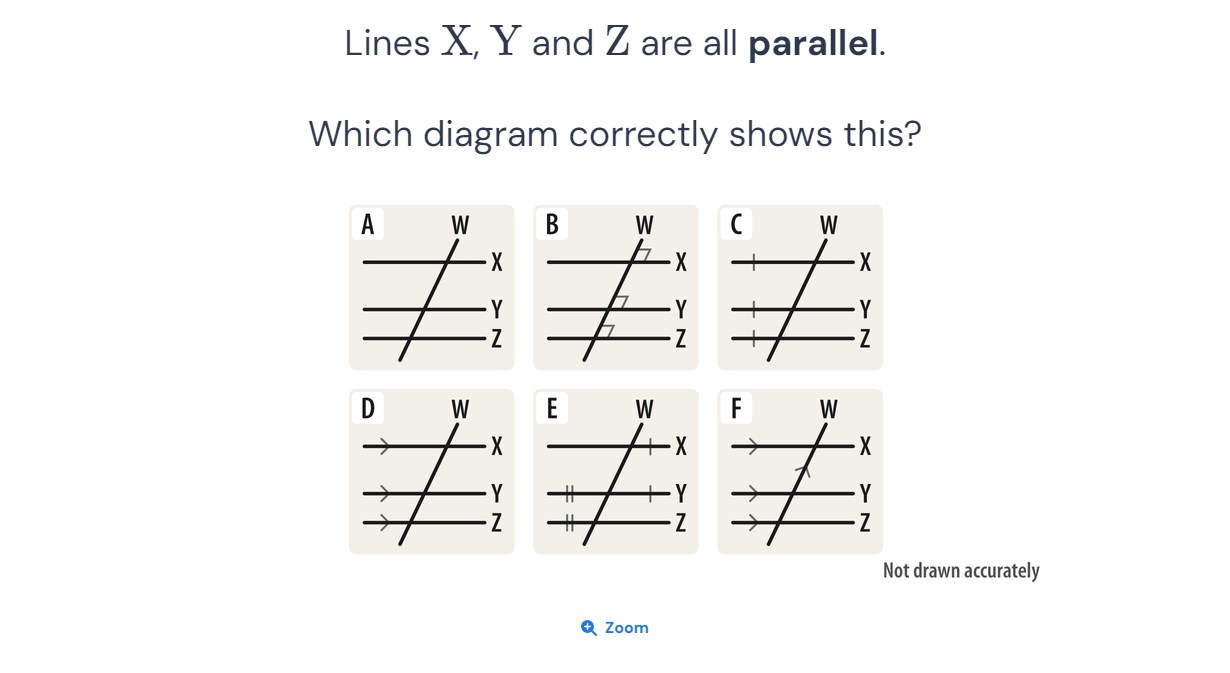 Lines X, Y and Z are all parallel.
Which diagram correctly shows this?
A W X Y Z
B W X Y Z
C W X Y Z
D W X Y Z
E W X Y Z
F W X Y Z
Not drawn accurately
Zoom